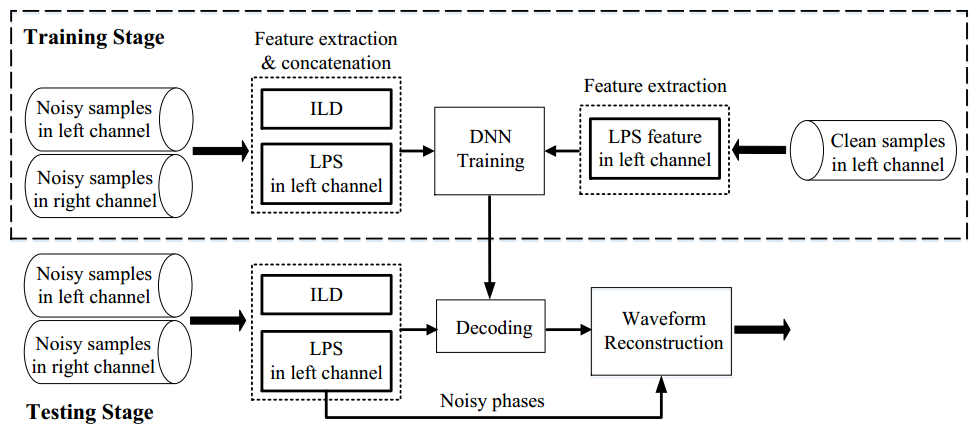 Training Stage
Feature extraction
& concatenation
Noisy samples
in left channel
Noisy samples
in right channel
ILD
LPS
in left channel
DNN
Training
Feature extraction
LPS feature
in left channel
Clean samples
in left channel
Noisy samples
in left channel
Noisy samples
in right channel
ILD
LPS
in left channel
Decoding
Waveform
Reconstruction
Noisy phases
Testing Stage